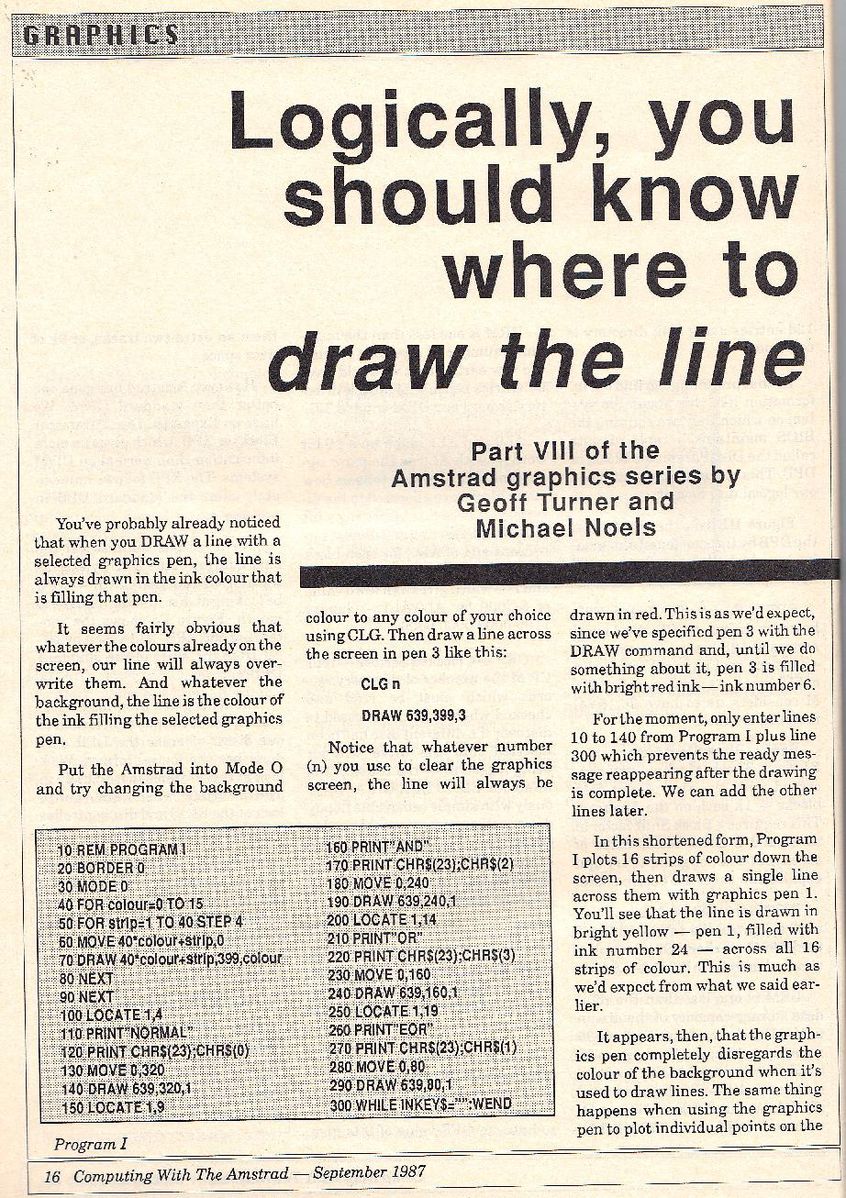 GRAPHICS
Logically, you
should know
where to
draw the line
Part VIII of the
Amstrad graphics series by
Geoff Turner and
Michael Noels
You've probably already noticed
that when you DRAW a line with a
selected graphics pen, the line is
always drawn in the ink colour that
is filling that pen.
It seems fairly obvious that
whatever the colours already on the
screen, our line will always over-
write them. And whatever the
background, the line is the colour of
the ink filling the selected graphics
pen.
Put the Amstrad into Mode O
and try changing the background
colour to any colour of your choice
using CLG. Then draw a line across
the screen in pen 3 like this:
CLG n
DRAW 639,399,3
Notice that whatever number
(n) you use to clear the graphics
screen, the line will always be
drawn in red. This is as we'd expect,
since we've specified pen 3 with the
DRAW command and, until we do
something about it, pen 3 is filled
with bright red ink — ink number 6.
For the moment, only enter lines
10 to 140 from Program I plus line
300 which prevents the ready mes-
sage reappearing after the drawing
is complete. We can add the other
lines later.
In this shortened form, Program
I plots 16 strips of colour down the
screen, then draws a single line
across them with graphics pen 1.
You'll see that the line is drawn in
bright yellow — pen 1, filled with
ink number 24 — across all 16
strips of colour. This is much as
we'd expect from what we said ear-
lier.
It appears, then, that the graph-
ics pen completely disregards the
colour of the background when it's
used to draw lines. The same thing
happens when using the graphics
pen to plot individual points on the
10 REM PROGRAM I
20 BORDER 0
30 MODE 0
40 FOR colour=0 TO 15
50 FOR strip=1 TO 40 STEP 4
60 MOVE 40*colour+strip,0
70 DRAW 40*colour+strip,399,colour
80 NEXT
90 NEXT
100 LOCATE 1,4
110 PRINT"NORMAL"
120 PRINT CHR$(23);CHR$(0)
130 MOVE 0,320
140 DRAW 639,320,1
150 LOCATE 1,9
160 PRINT"AND"
170 PRINT CHR$(23);CHR$(2)
180 MOVE 0,240
190 DRAW 639,240,1
200 LOCATE 1,14
210 PRINT"OR"
220 PRINT CHR$(23);CHR$(3)
230 MOVE 0,160
240 DRAW 639,160,1
250 LOCATE 1,19
260 PRINT"EOR"
270 PRINT CHR$(23);CHR$(1)
280 MOVE 0,80
290 DRAW 639,80,1
300 WHILE INKEY$="":WEND
Program I
16 Computing With The Amstrad — September 1987